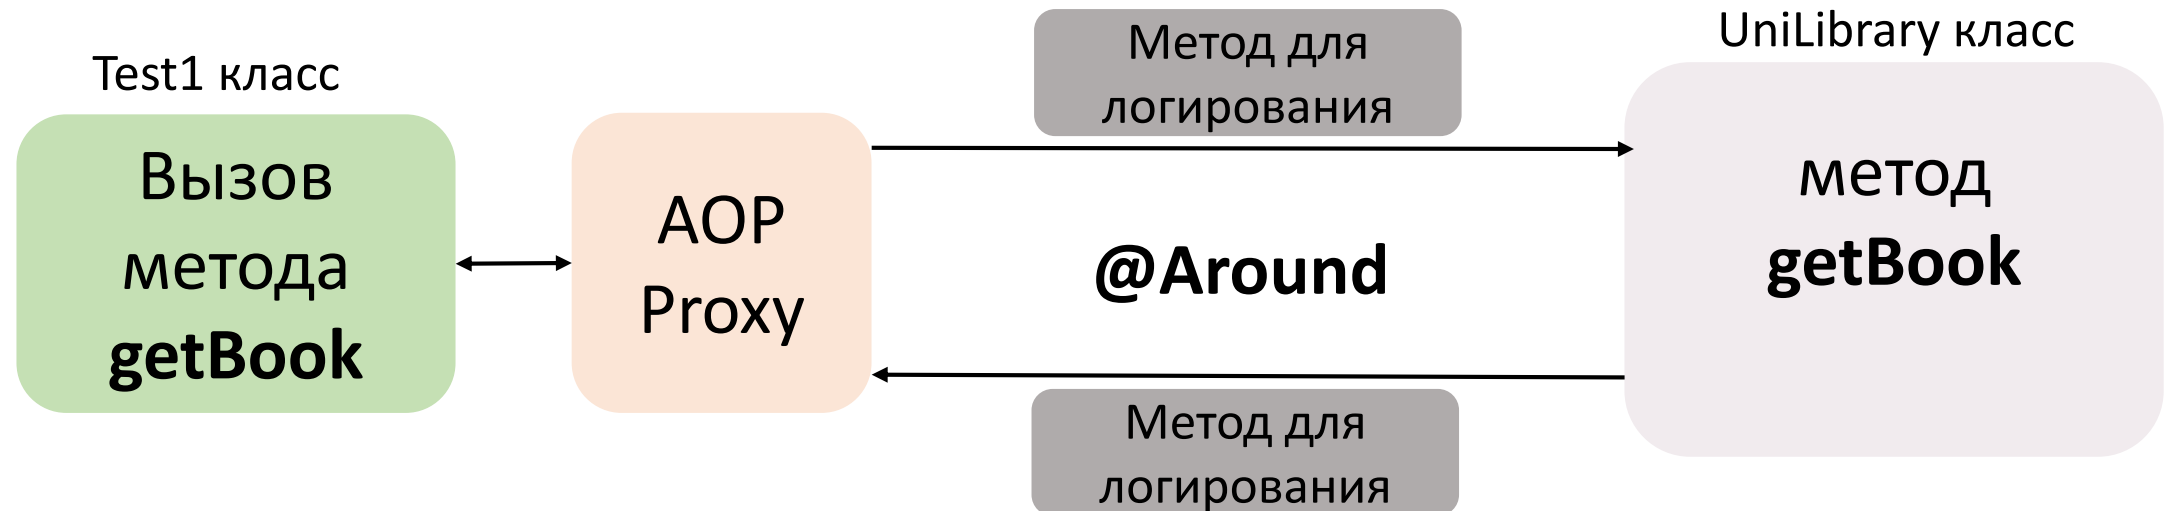 Test1 класс
Вызов
метода
getBook
AOP
Proxy
Метод для
логирования
@Around
Метод для
логирования
UniLibrary класс
метод
getBook